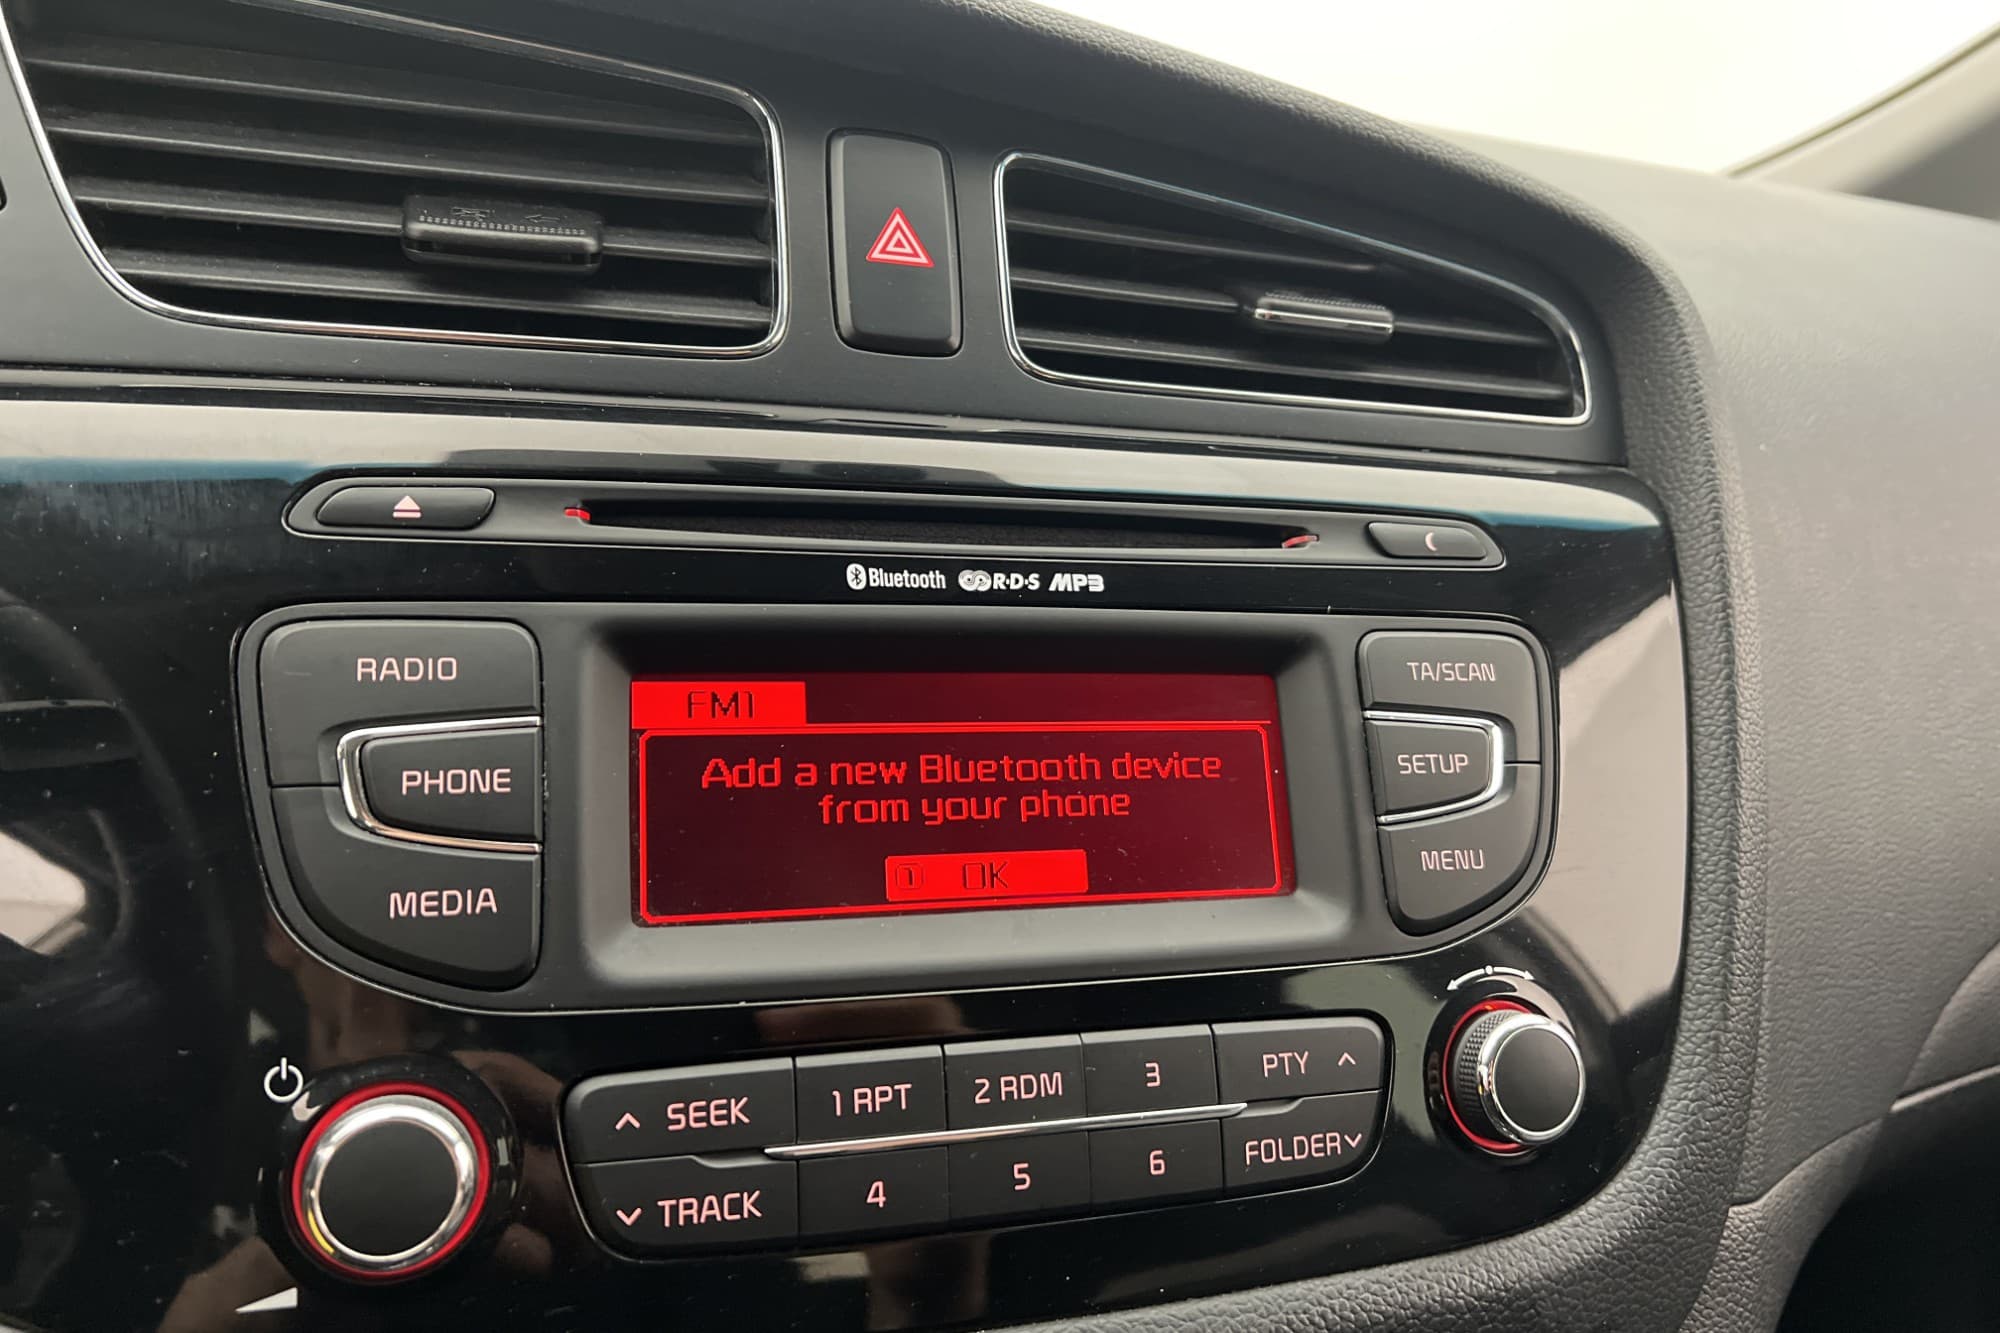 Bluetooth R·D·S MP3
RADIO
PHONE
MEDIA
FM1
Add a new Bluetooth device
from your phone
1 OK
TA/SCAN
SETUP
MENU
SEEK
1 RPT
2 RDM
3
PTY
TRACK
4
5
6
FOLDER